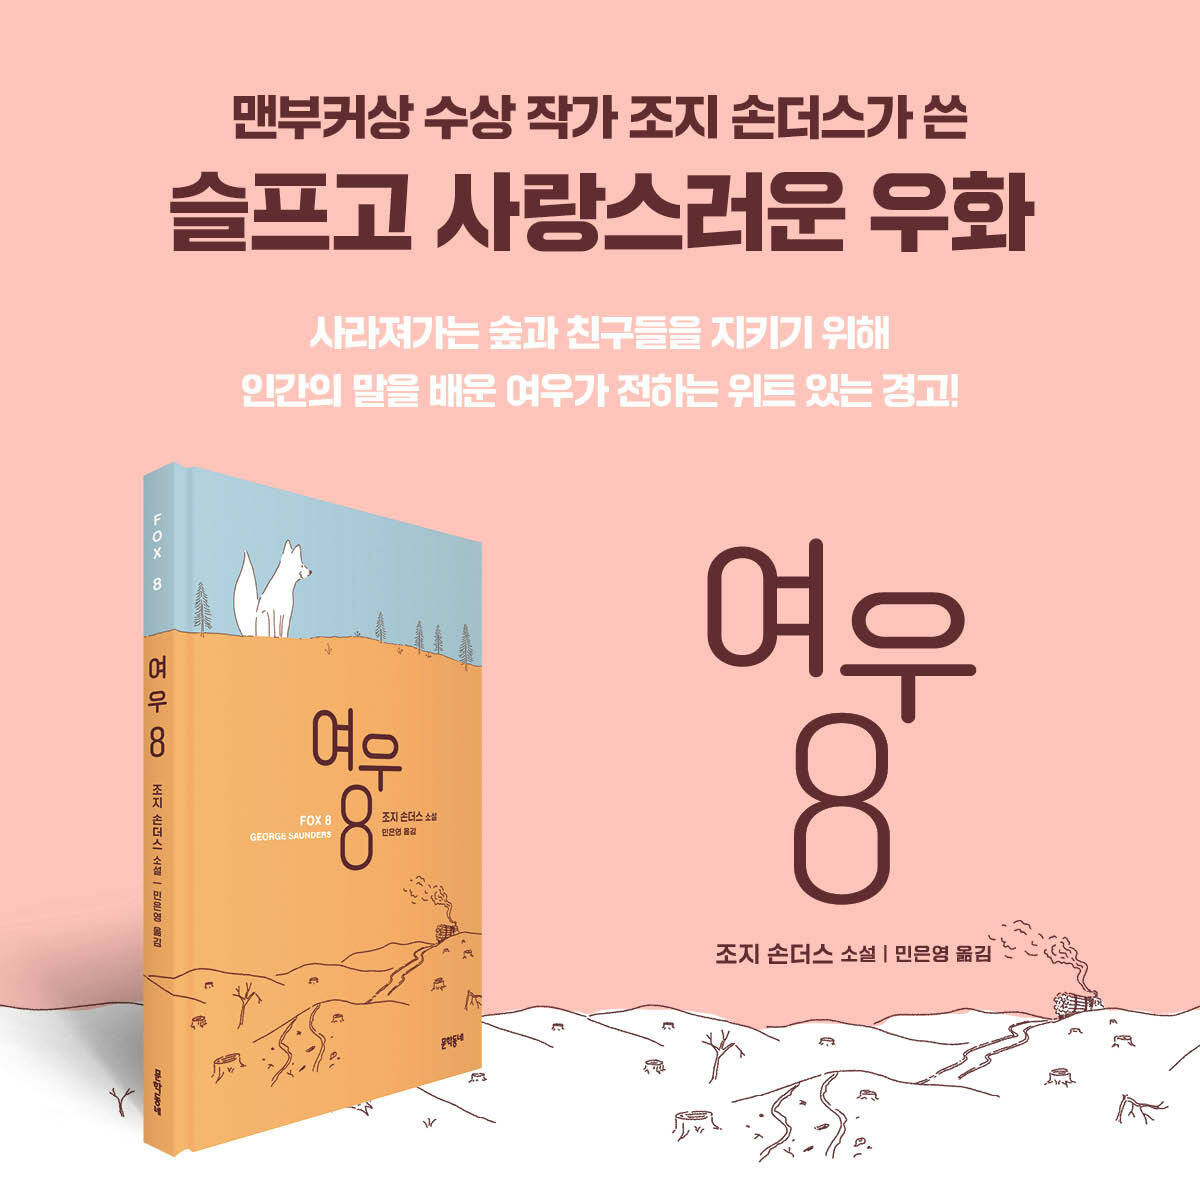 맨부커상 수상 작가 조지 손더스가 쓴
슬프고 사랑스러운 우화
사라져가는 숲과 친구들을 지키기 위해
인간의 말을 배운 여우가 전하는 위트 있는 경고!
FOX 8
여우8
조지 손더스 소설 | 민은영 옮김
문학동네
여우
8
FOX 8
GEORGE SAUNDERS
조지 손더스 소설
민은영 옮김
문학동네
여우
8
조지 손더스 소설 | 민은영 옮김